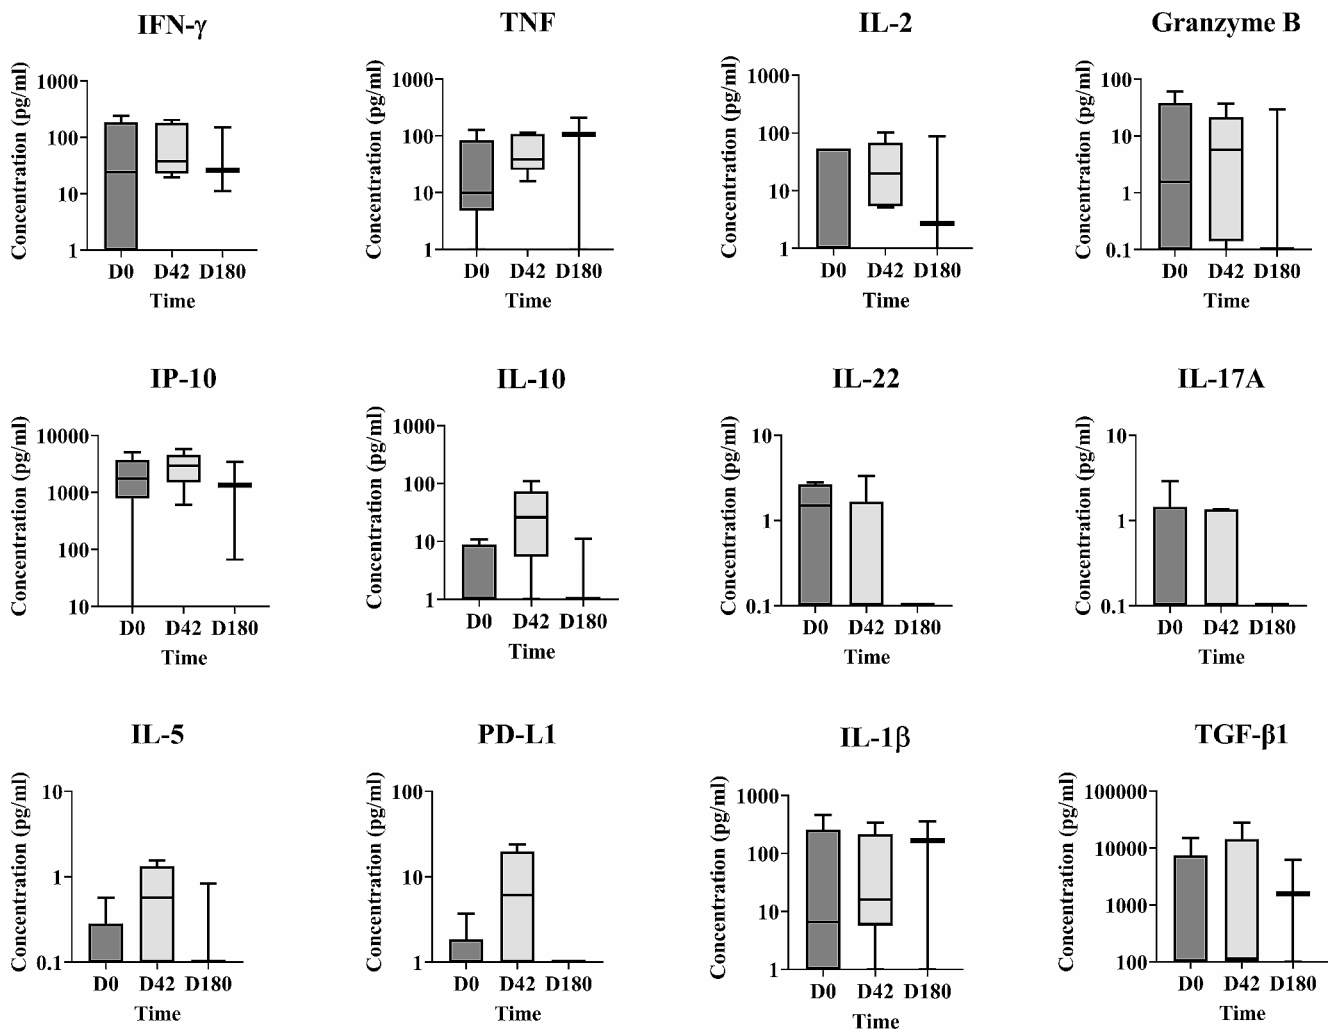 IFN-γ
Concentration (pg/ml)
1000
100
10
1
D0 D42 D180
Time
TNF
Concentration (pg/ml)
1000
100
10
1
D0 D42 D180
Time
IL-2
Concentration (pg/ml)
1000
100
10
1
D0 D42 D180
Time
Granzyme B
Concentration (pg/ml)
100
10
1
0.1
D0 D42 D180
Time
IP-10
Concentration (pg/ml)
10000
1000
100
10
D0 D42 D180
Time
IL-10
Concentration (pg/ml)
1000
100
10
1
D0 D42 D180
Time
IL-22
Concentration (pg/ml)
10
1
0.1
D0 D42 D180
Time
IL-17A
Concentration (pg/ml)
10
1
0.1
D0 D42 D180
Time
IL-5
Concentration (pg/ml)
10
1
0.1
D0 D42 D180
Time
PD-L1
Concentration (pg/ml)
100
10
1
D0 D42 D180
Time
IL-1β
Concentration (pg/ml)
1000
100
10
1
D0 D42 D180
Time
TGF-β1
Concentration (pg/ml)
100000
10000
1000
100
D0 D42 D180
Time